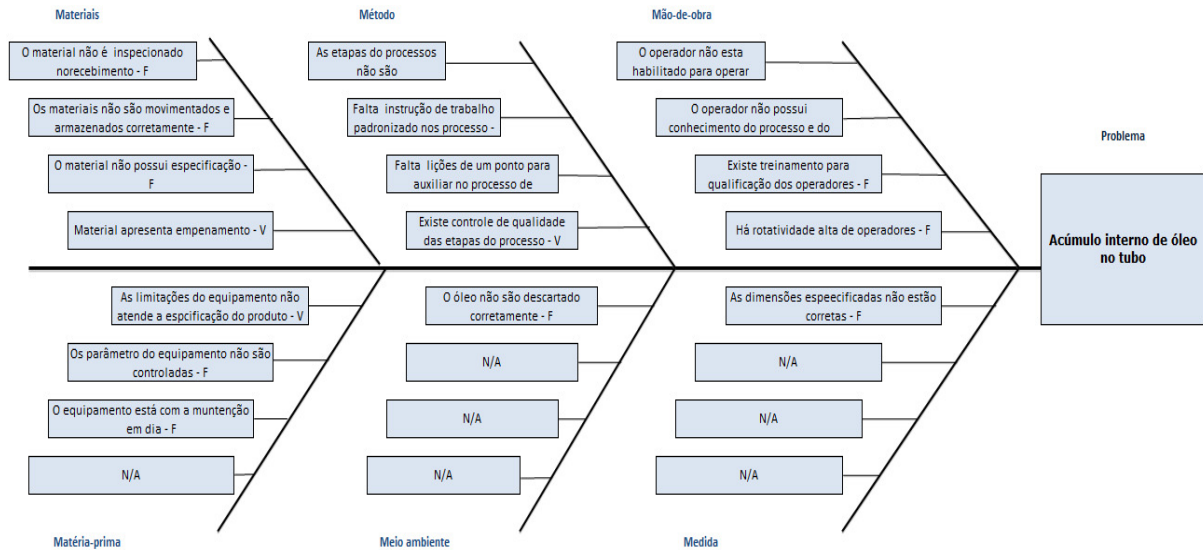 Materiais
Método
Mão-de-obra
O material não é inspecionado
norecebimento - F
As etapas do processos
não são
O operador não esta
habilitado para operar
Os materiais não são movimentados e
armazenados corretamente - F
Falta instrução de trabalho
padronizado nos processo -
O operador não possui
conhecimento do processo e do
Problema
O material não possui especificação -
F
Falta lições de um ponto para
auxiliar no processo de
Existe treinamento para
qualificação dos operadores - F
Material apresenta empenamento - V
Existe controle de qualidade
das etapas do processo - V
Há rotatividade alta de operadores - F
Acúmulo interno de óleo
no tubo
As limitações do equipamento não
atende a espcificação do produto - V
O óleo não são descartado
corretamente - F
As dimensões espeecificadas não estão
corretas - F
Os parâmetro do equipamento não são
controladas - F
N/A
N/A
O equipamento está com a muntenção
em dia - F
N/A
N/A
N/A
N/A
N/A
Matéria-prima
Meio ambiente
Medida